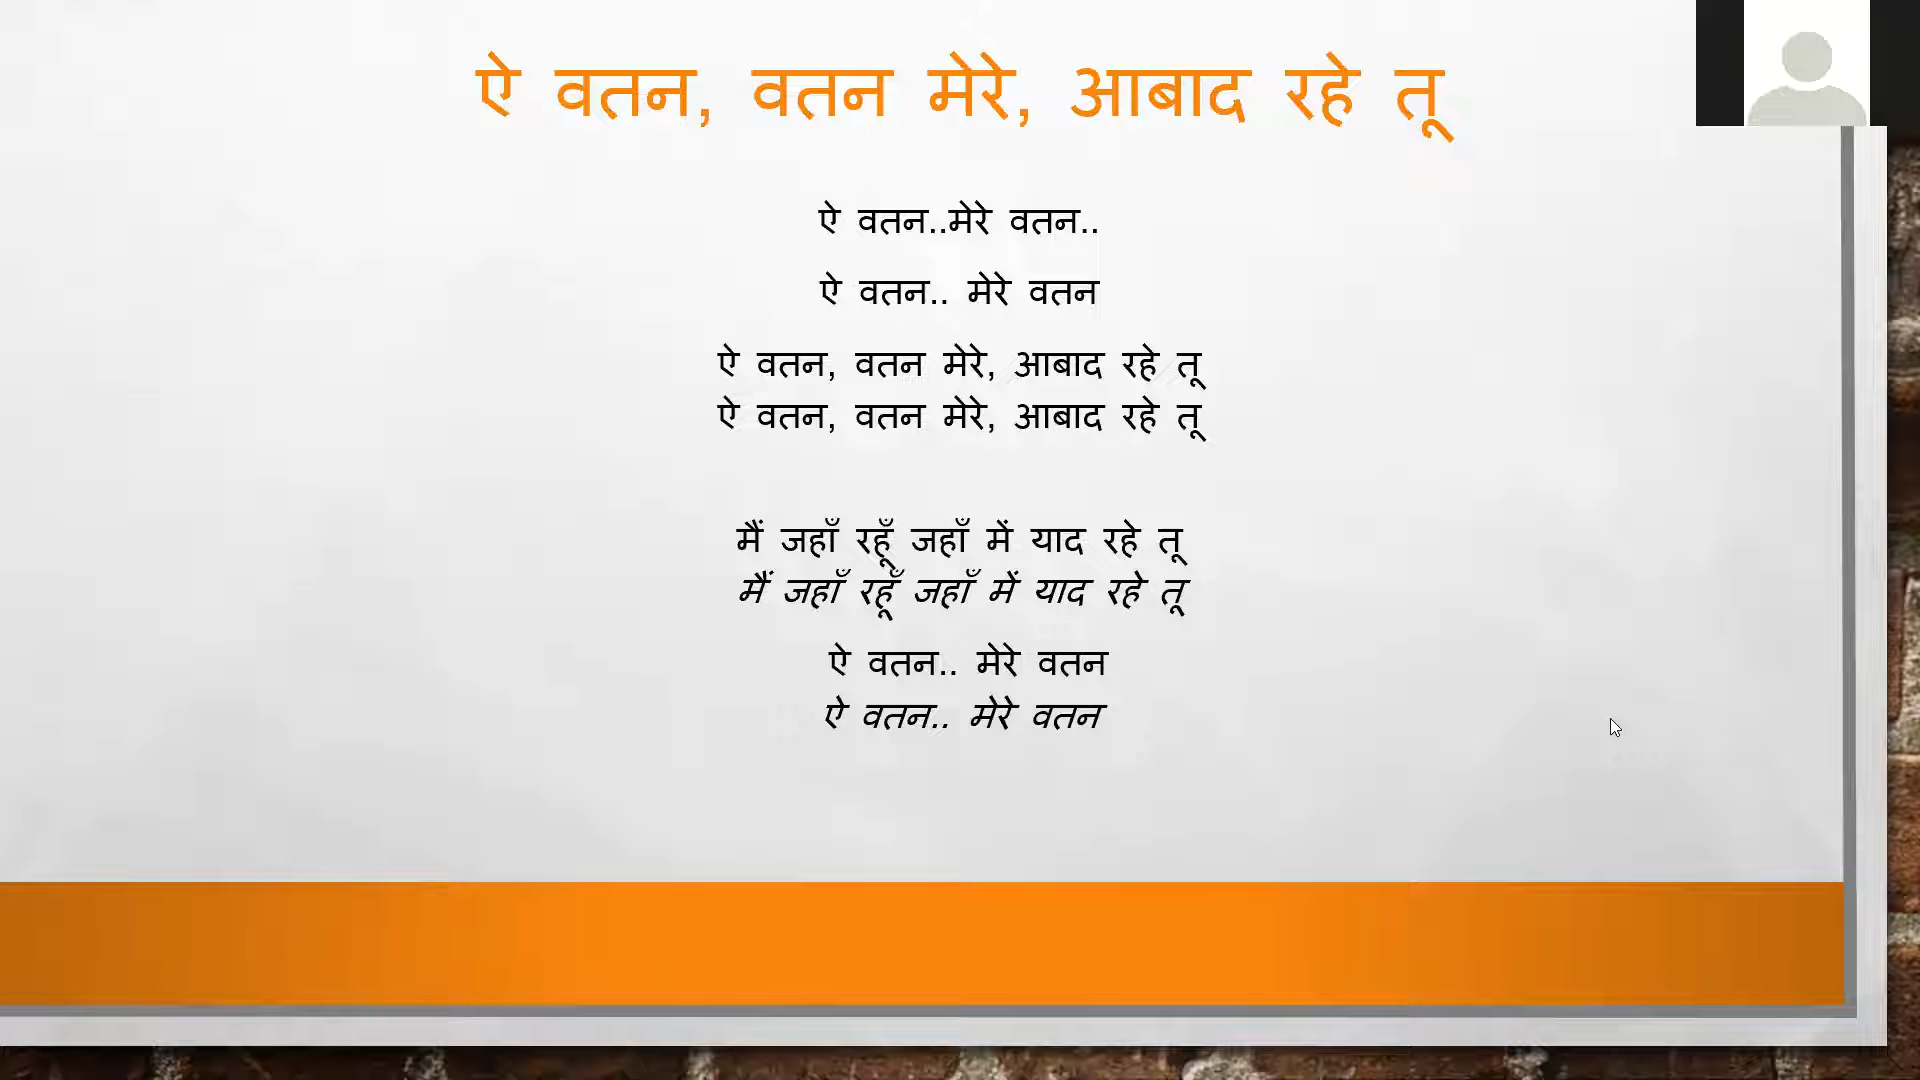 ऐ वतन, वतन मेरे, आबाद रहे तू
ऐ वतन..मेरे वतन..
ऐ वतन.. मेरे वतन
ऐ वतन, वतन मेरे, आबाद रहे तू
ऐ वतन, वतन मेरे, आबाद रहे तू
मैं जहाँ रहूँ जहाँ में याद रहे तू
मैं जहाँ रहूँ जहाँ में याद रहे तू
ऐ वतन.. मेरे वतन
ऐ वतन.. मेरे वतन